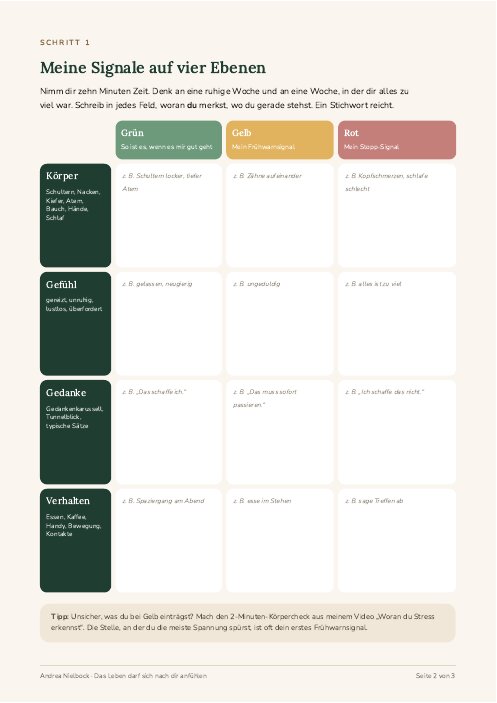 SCHRITT 1
Meine Signale auf vier Ebenen
Nimm dir zehn Minuten Zeit. Denk an eine ruhige Woche und an eine Woche, in der dir alles zu
viel war. Schreib in jedes Feld, woran du merkst, wo du gerade stehst. Ein Stichwort reicht.
Grün
So ist es, wenn es mir gut geht
Gelb
Mein Frühwarnsignal
Rot
Mein Stopp-Signal
Körper
Schultern, Nacken,
Kiefer, Atem,
Bauch, Hände,
Schlaf
z. B. Schultern locker, tiefer
Atem
z. B. Zähne aufeinander
z. B. Kopfschmerzen, schlafe
schlecht
Gefühl
gereizt, unruhig,
lustlos, überfordert
z. B. gelassen, neugierig
z. B. ungeduldig
z. B. alles ist zu viel
Gedanke
Gedankenkarussell,
Tunnelblick,
typische Sätze
z. B. „Das schaffe ich.“
z. B. „Das muss sofort
passieren.“
z. B. „Ich schaffe das nicht.“
Verhalten
Essen, Kaffee,
Handy, Bewegung,
Kontakte
z. B. Spaziergang am Abend
z. B. esse im Stehen
z. B. sage Treffen ab
Tipp: Unsicher, was du bei Gelb einträgst? Mach den 2-Minuten-Körpercheck aus meinem Video „Woran du Stress
erkennst“. Die Stelle, an der du die meiste Spannung spürst, ist oft dein erstes Frühwarnsignal.
Andrea Nielbock · Das Leben darf sich nach dir anfühlen
Seite 2 von 3